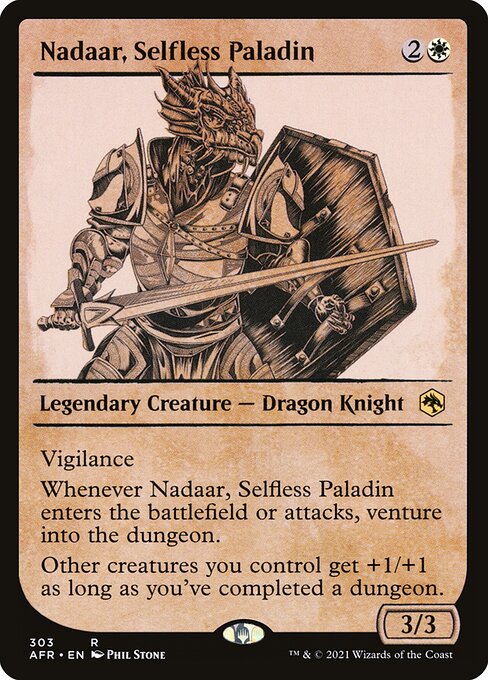 Nadaar, Selfless Paladin 2
Legendary Creature — Dragon Knight
Vigilance
Whenever Nadaar, Selfless Paladin
enters the battlefield or attacks, venture
into the dungeon.
Other creatures you control get +1/+1
as long as you've completed a dungeon.
3/3
303 R
AFR • EN Phil Stone
™ & © 2021 Wizards of the Coast